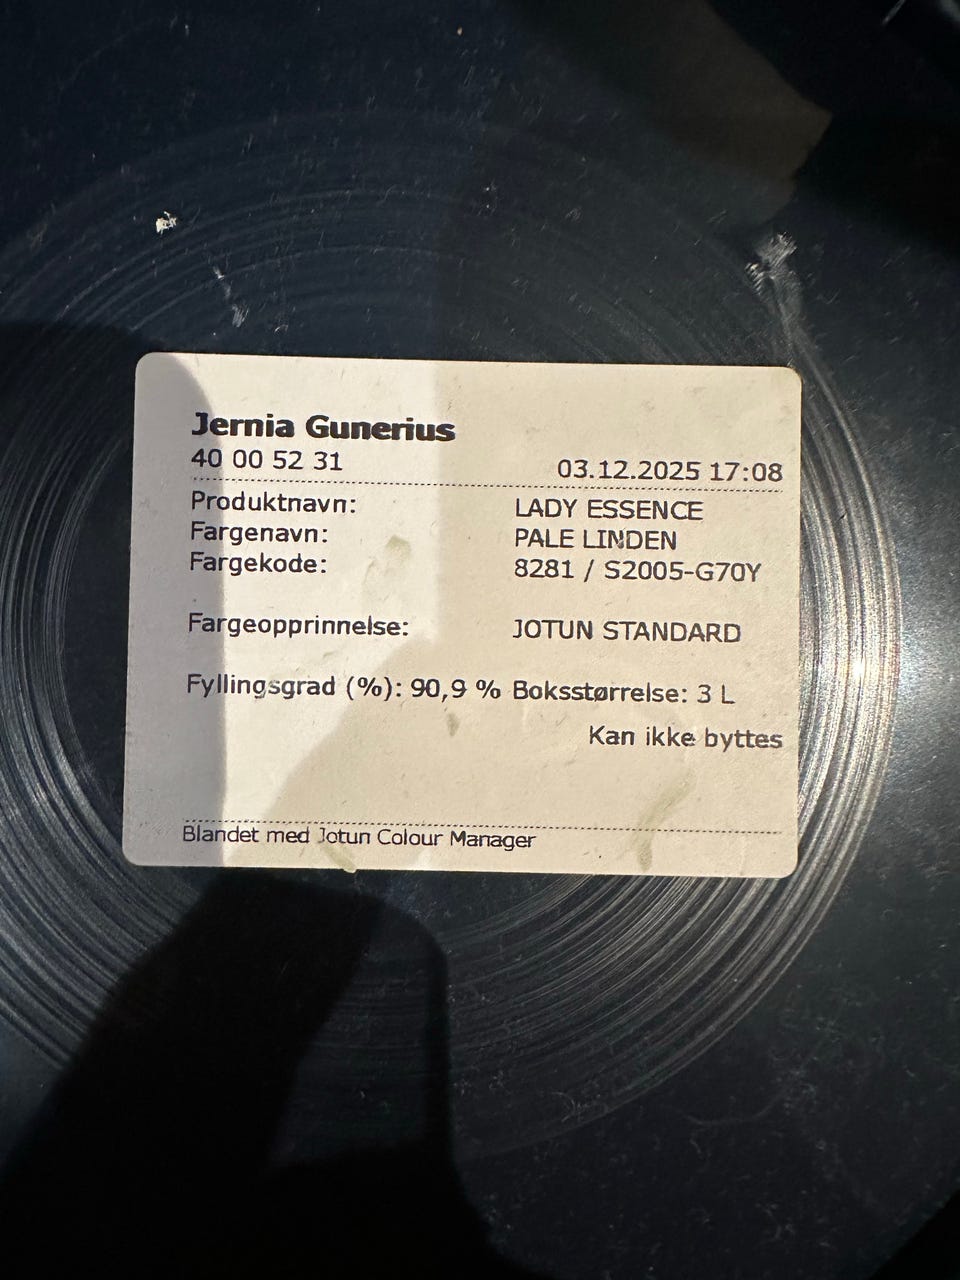 Jernia Gunerius
40 00 52 31 03.12.2025 17:08
Produktnavn: LADY ESSENCE
Fargenavn: PALE LINDEN
Fargekode: 8281 / S2005-G70Y
Fargeopprinnelse: JOTUN STANDARD
Fyllingsgrad (%): 90,9 % Boksstørrelse: 3 L
Kan ikke byttes
Blandet med Jotun Colour Manager